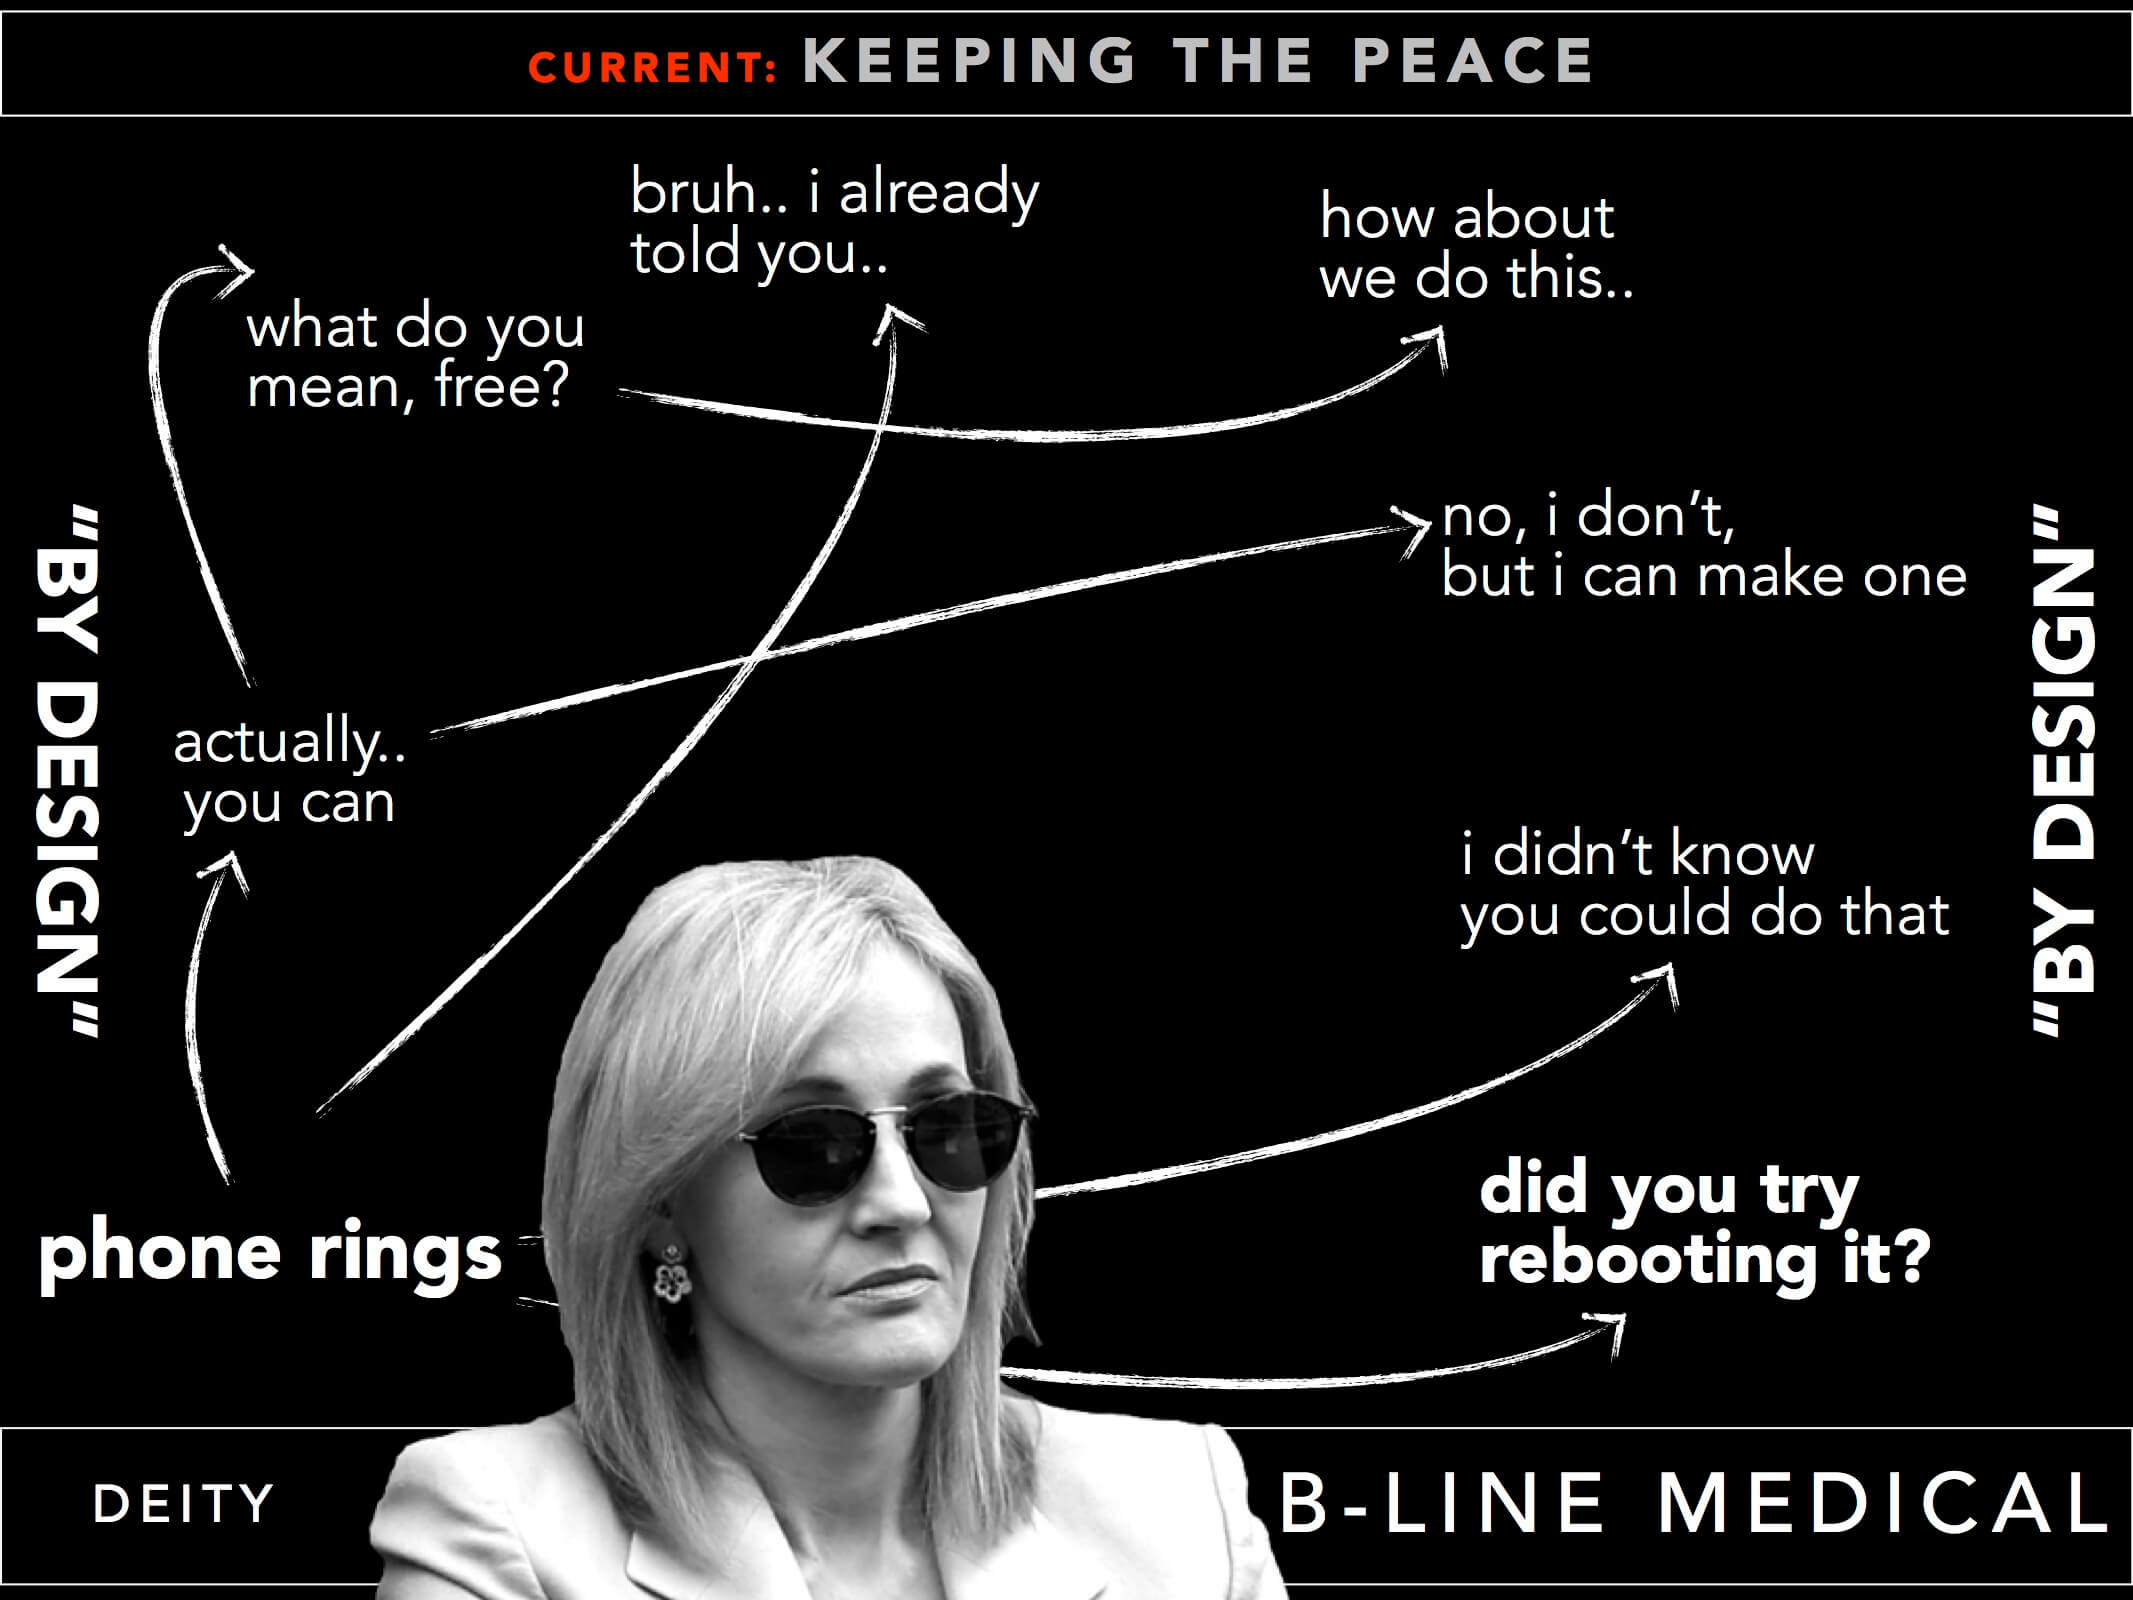 CURRENT: KEEPING THE PEACE
bruh.. i already
told you..
how about
we do this..
what do you
mean, free?
no, i don't,
but i can make one
"BY DESIGN"
"BY DESIGN"
actually..
you can
i didn't know
you could do that
did you try
rebooting it?
phone rings
DEITY
B-LINE MEDICAL